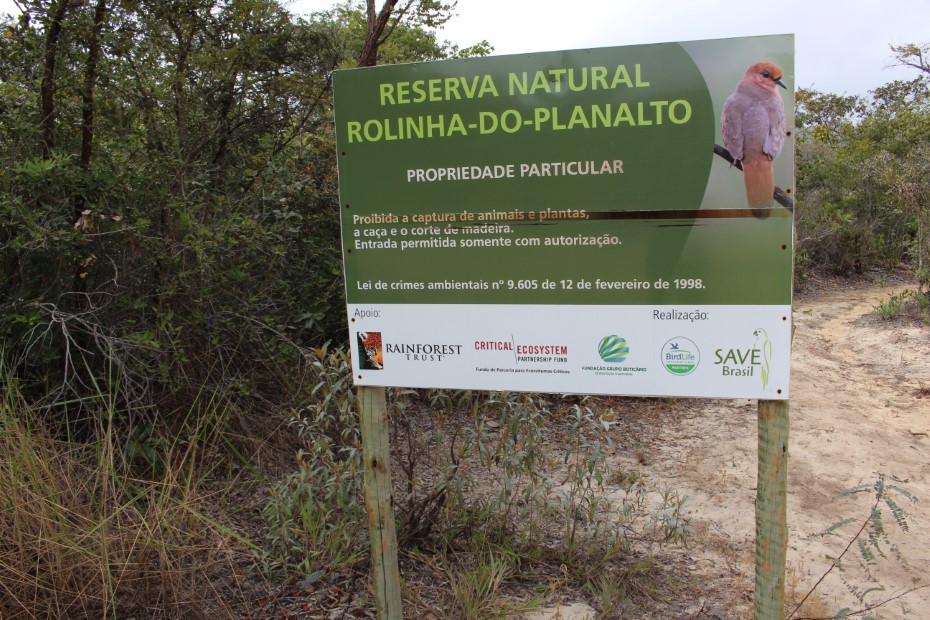 RESERVA NATURAL
ROLINHA-DO-PLANALTO
PROPRIEDADE PARTICULAR
Proibida a captura de animais e plantas,
a caça e o corte de madeira.
Entrada permitida somente com autorização.
Lei de crimes ambientais nº 9.605 de 12 de fevereiro de 1998.
Apoio:
Realização:
RAINFOREST
TRUST
CRITICAL ECOSYSTEM
PARTNERSHIP FUND
Fundo de Parceria para Ecossistemas Críticos
FUNDAÇÃO GRUPO BOTICÁRIO
BirdLife
SAVE
Brasil